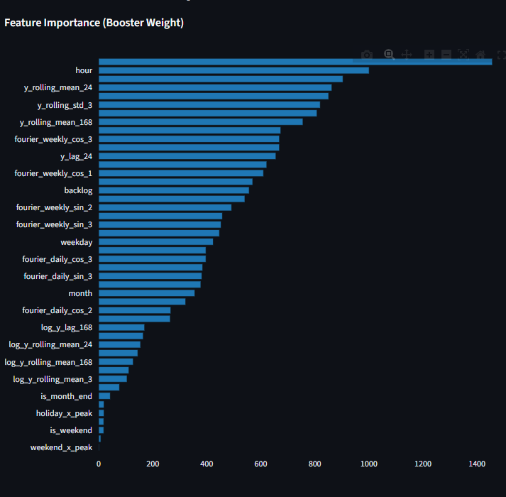 Feature Importance (Booster Weight)
hour
y_rolling_mean_24
y_rolling_std_3
y_rolling_mean_168
fourier_weekly_cos_3
y_lag_24
fourier_weekly_cos_1
backlog
fourier_weekly_sin_2
fourier_weekly_sin_3
weekday
fourier_daily_cos_3
fourier_daily_sin_3
month
fourier_daily_cos_2
log_y_lag_168
log_y_rolling_mean_24
log_y_rolling_mean_168
log_y_rolling_mean_3
is_month_end
holiday_x_peak
is_weekend
weekend_x_peak
0 200 400 600 800 1000 1200 1400